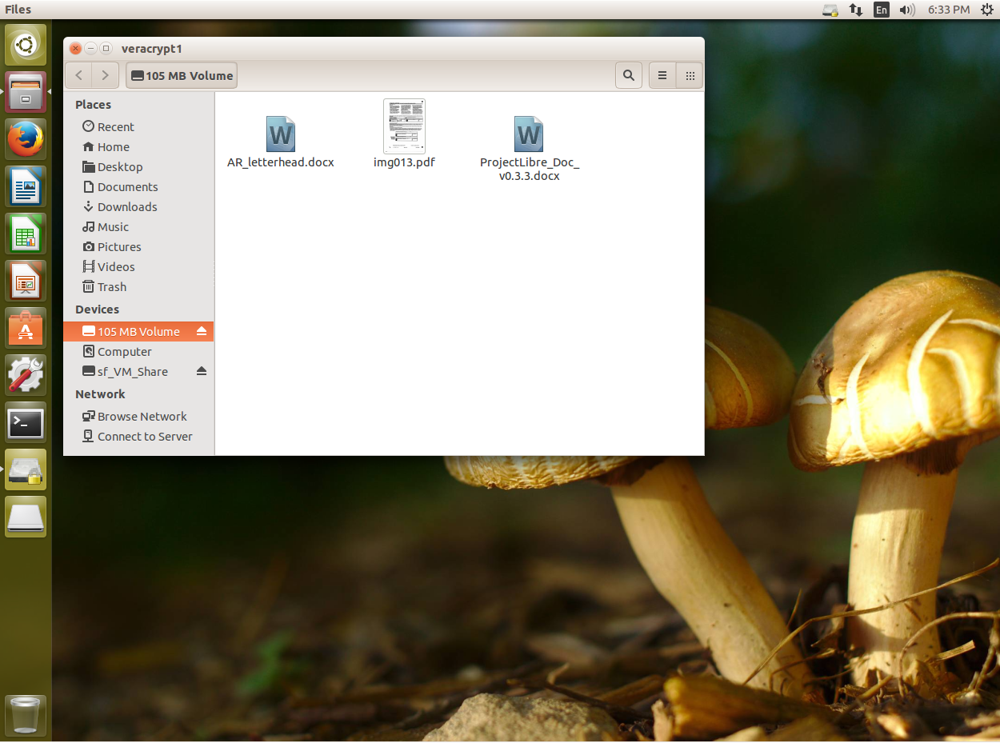 Files
En
6:33 PM
veracrypt1
105 MB Volume
Places
Recent
Home
Desktop
Documents
Downloads
Music
Pictures
Videos
Trash
Devices
105 MB Volume
Computer
sf_VM_Share
Network
Browse Network
Connect to Server
AR_letterhead.docx
img013.pdf
ProjectLibre_Doc_
v0.3.3.docx